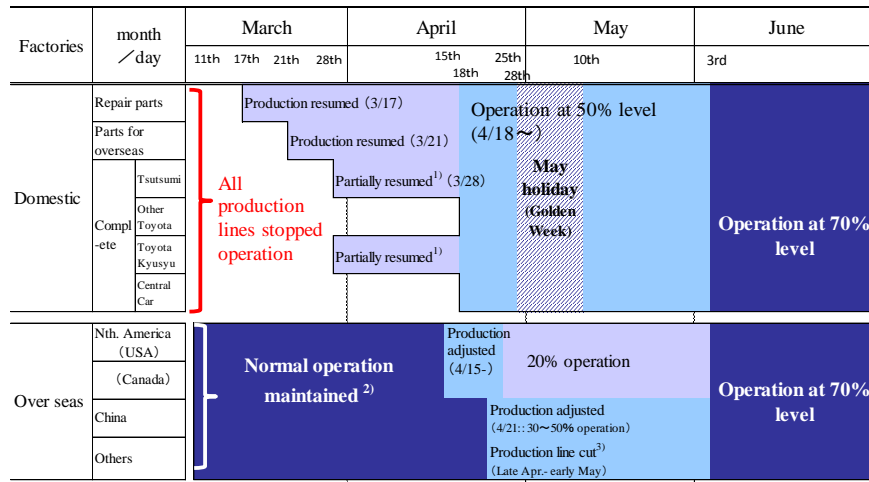 Factories
month
／day
March
April
May
June
11th
17th
21th
28th
15th
18th
25th
28th
10th
3rd
Domestic
Repair parts
Parts for
overseas
Compl
-ete
Tsutsumi
Other
Toyota
Toyota
Kyusyu
Central
Car
All
production
lines stopped
operation
Production resumed（3/17）
Production resumed (3/21）
Partially resumed1)（3/28）
Partially resumed1)
Operation at 50% level
(4/18～)
May
holiday
(Golden
Week)
Operation at 70%
level
Over seas
Nth. America
（USA）
（Canada）
China
Others
Normal operation
maintained 2)
Production
adjusted
(4/15-)
20% operation
Production adjusted
(4/21::30～50% operation)
Production line cut3)
(Late Apr.- early May)
Operation at 70%
level